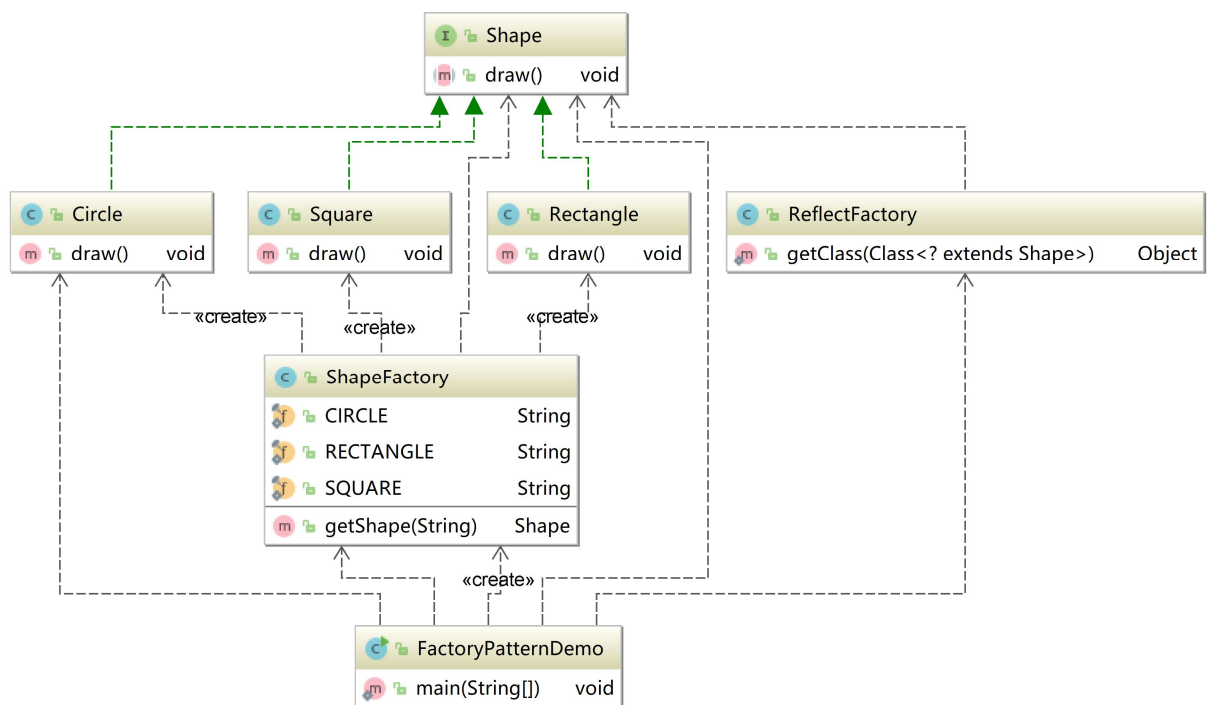 Shape
draw() void
Circle
draw() void
Square
draw() void
Rectangle
draw() void
ReflectFactory
getClass(Class<? extends Shape>) Object
«create»
«create»
«create»
ShapeFactory
CIRCLE String
RECTANGLE String
SQUARE String
getShape(String) Shape
«create»
FactoryPatternDemo
main(String[]) void